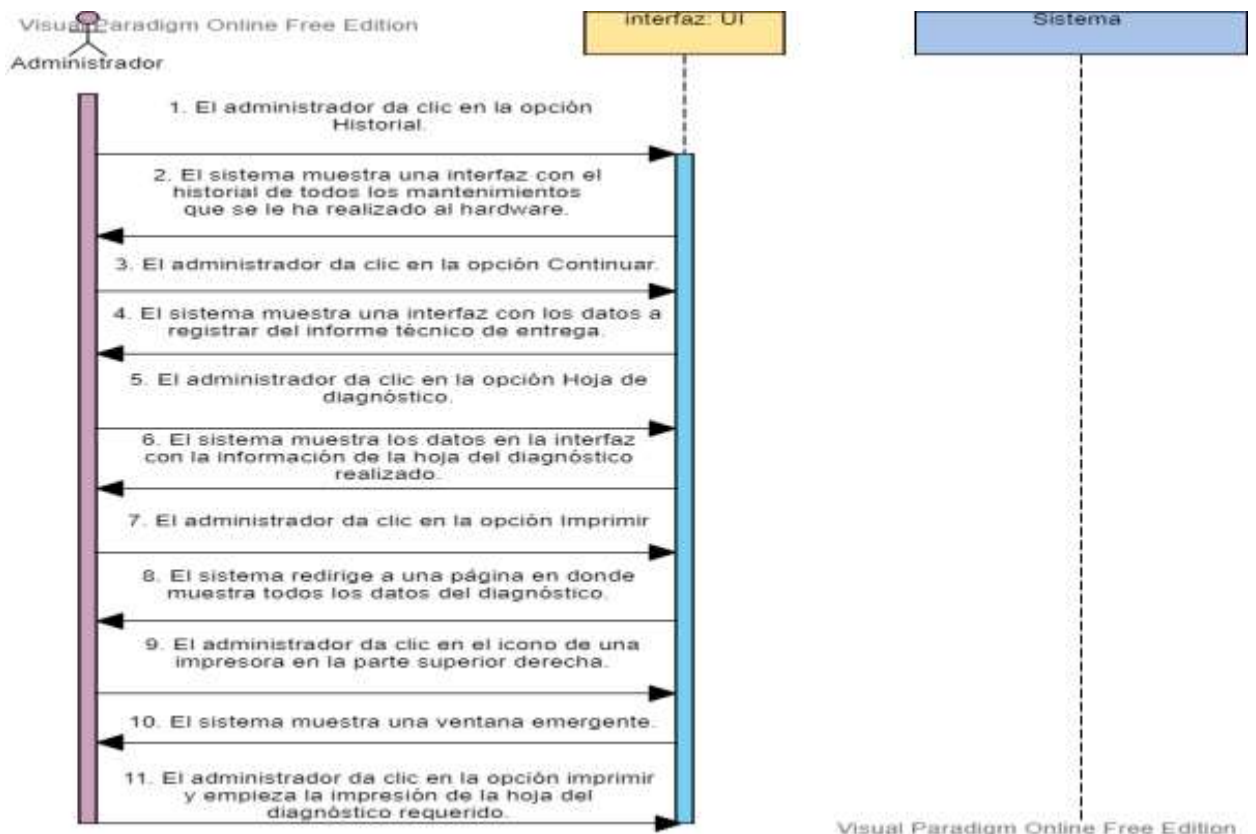 Visual Paradigm Online Free Edition
interfaz: UI
Sistema
Administrador
1. El administrador da clic en la opción
Historial.
2. El sistema muestra una interfaz con el
historial de todos los mantenimientos
que se le ha realizado al hardware.
3. El administrador da clic en la opción Continuar.
4. El sistema muestra una interfaz con los datos a
registrar del informe técnico de entrega.
5. El administrador da clic en la opción Hoja de
diagnóstico.
6. El sistema muestra los datos en la interfaz
con la información de la hoja del diagnóstico
realizado.
7. El administrador da clic en la opción Imprimir
8. El sistema redirige a una página en donde
muestra todos los datos del diagnóstico.
9. El administrador da clic en el icono de una
impresora en la parte superior derecha.
10. El sistema muestra una ventana emergente.
11. El administrador da clic en la opción imprimir
y empieza la impresión de la hoja del
diagnóstico requerido.
Visual Paradigm Online Free Edition